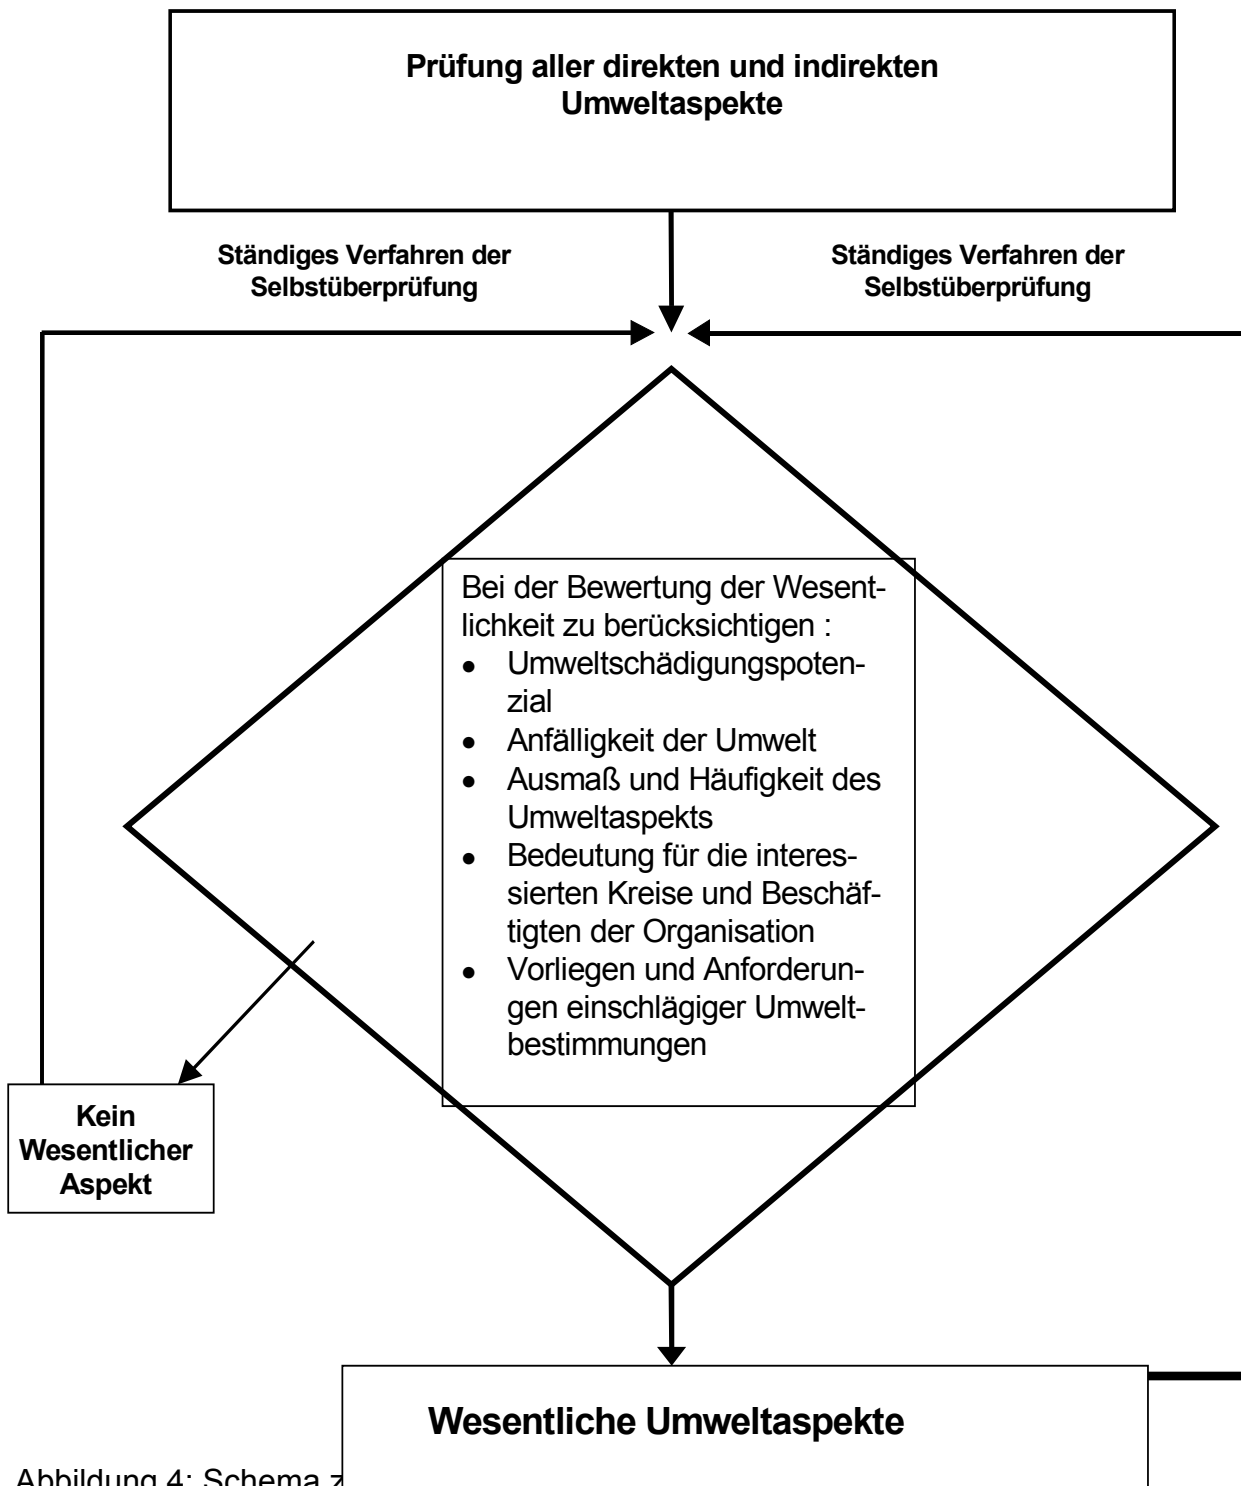 Prüfung aller direkten und indirekten
Umweltaspekte
Ständiges Verfahren der
Selbstüberprüfung
Ständiges Verfahren der
Selbstüberprüfung
Bei der Bewertung der Wesent-
lichkeit zu berücksichtigen :
• Umweltschädigungspoten-
zial
• Anfälligkeit der Umwelt
• Ausmaß und Häufigkeit des
Umweltaspekts
• Bedeutung für die interes-
sierten Kreise und Beschäf-
tigten der Organisation
• Vorliegen und Anforderun-
gen einschlägiger Umwelt-
bestimmungen
Kein
Wesentlicher
Aspekt
Wesentliche Umweltaspekte
Abbildung 4: Schema z